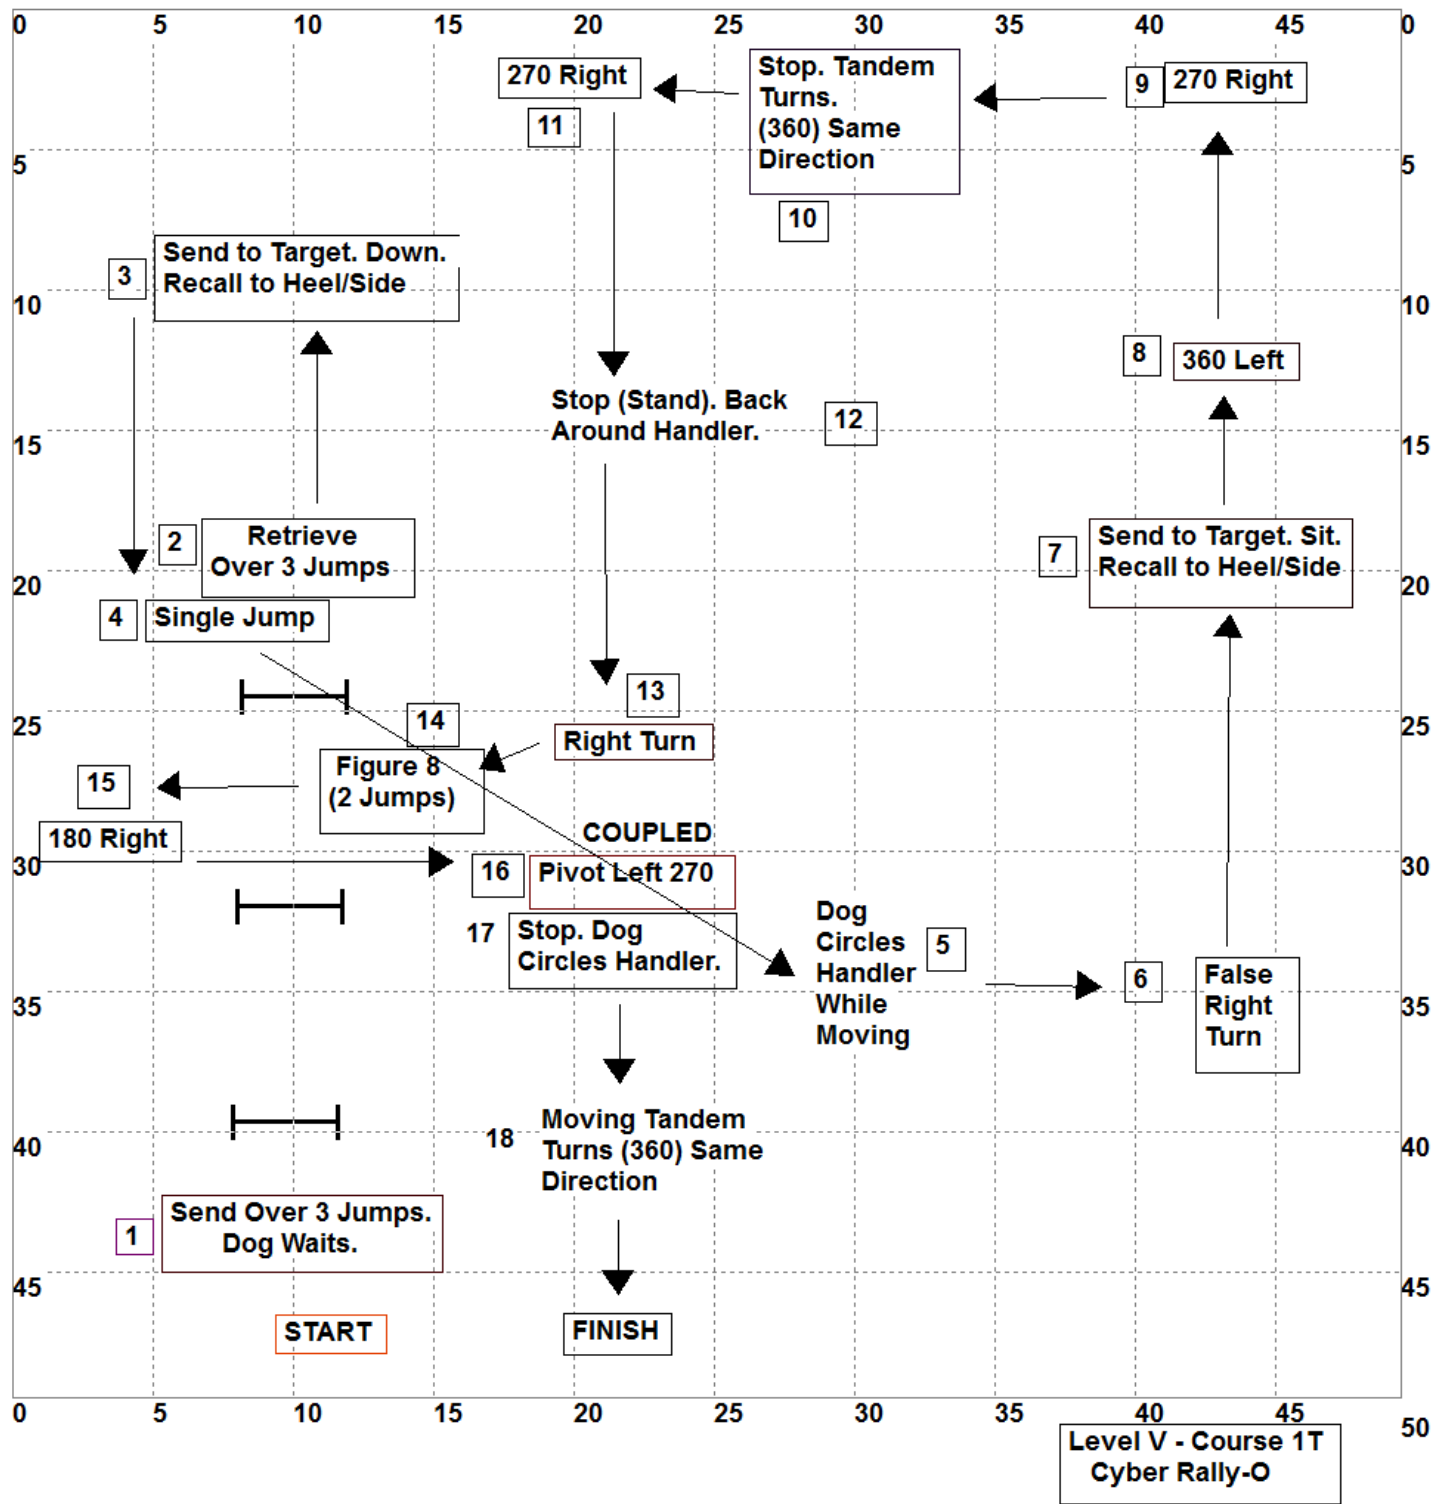 0 5 10 15 20 25 30 35 40 45 0
270 Right
11
Stop. Tandem
Turns.
(360) Same
Direction
10
9
270 Right
5
5
3
Send to Target. Down.
Recall to Heel/Side
10
10
8
360 Left
Stop (Stand). Back
Around Handler.
12
15
15
2
Retrieve
Over 3 Jumps
7
Send to Target. Sit.
Recall to Heel/Side
20
20
4
Single Jump
13
14
25
25
Right Turn
Figure 8
(2 Jumps)
15
180 Right
COUPLED
30
30
16
Pivot Left 270
17
Stop. Dog
Circles Handler.
Dog
Circles
Handler
While
Moving
5
6
False
Right
Turn
35
35
18
Moving Tandem
Turns (360) Same
Direction
40
40
1
Send Over 3 Jumps.
Dog Waits.
45
45
START
FINISH
0 5 10 15 20 25 30 35 40 45 50
Level V - Course 1T
Cyber Rally-O